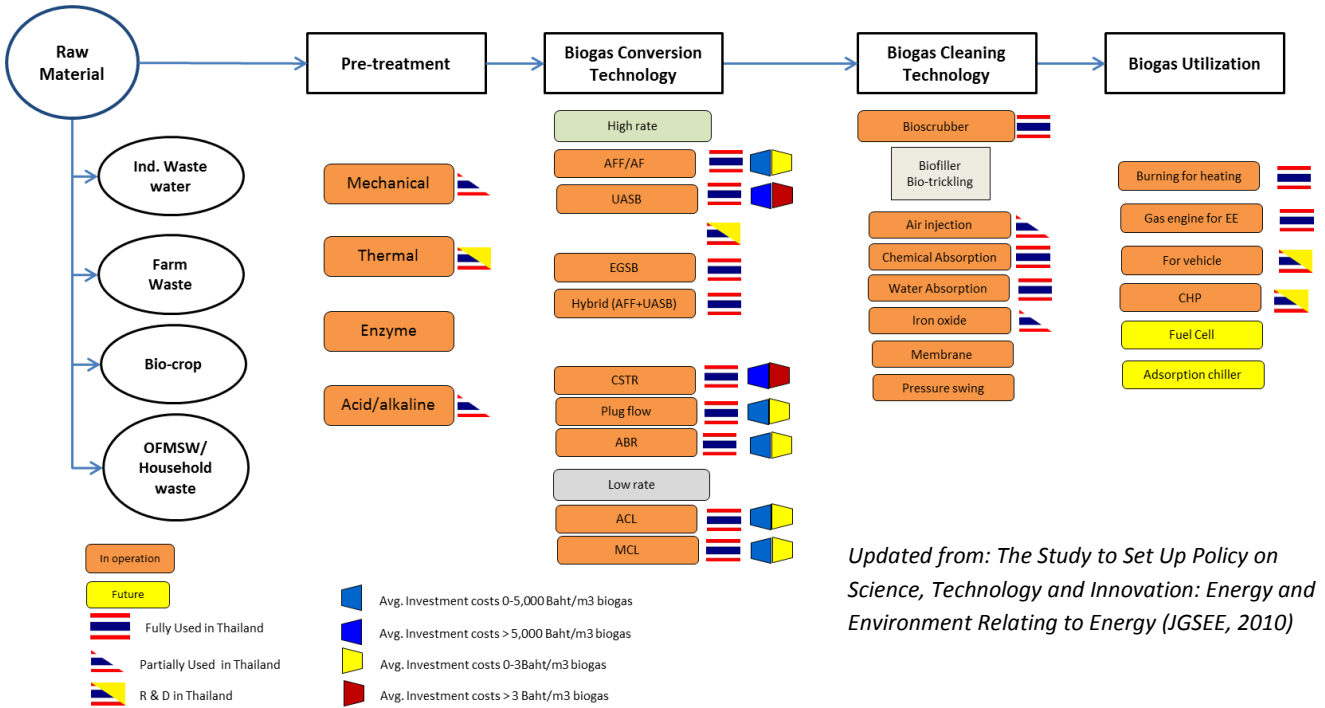 Raw
Material
Pre-treatment
Biogas Conversion
Technology
Biogas Cleaning
Technology
Biogas Utilization
Ind. Waste
water
Farm
Waste
Bio-crop
OFMSW/
Household
waste
Mechanical
Thermal
Enzyme
Acid/alkaline
High rate
AFF/AF
UASB
EGSB
Hybrid (AFF+UASB)
CSTR
Plug flow
ABR
Low rate
ACL
MCL
Bioscrubber
Biofiller
Bio-trickling
Air injection
Chemical Absorption
Water Absorption
Iron oxide
Membrane
Pressure swing
Burning for heating
Gas engine for EE
For vehicle
CHP
Fuel Cell
Adsorption chiller
In operation
Future
Fully Used in Thailand
Partially Used in Thailand
R & D in Thailand
Avg. Investment costs 0-5,000 Baht/m3 biogas
Avg. Investment costs > 5,000 Baht/m3 biogas
Avg. Investment costs 0-3Baht/m3 biogas
Avg. Investment costs > 3 Baht/m3 biogas
Updated from: The Study to Set Up Policy on
Science, Technology and Innovation: Energy and
Environment Relating to Energy (JGSEE, 2010)